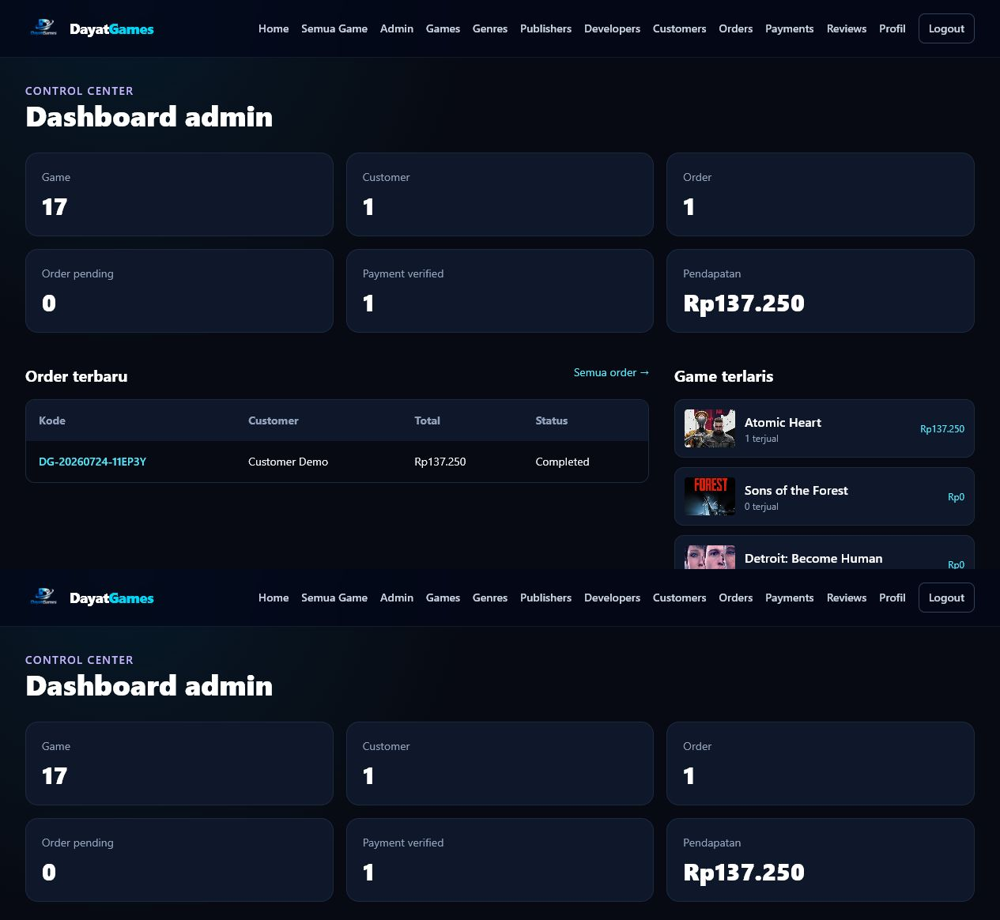 DayatGames
Home Semua Game Admin Games Genres Publishers Developers Customers Orders Payments Reviews Profil Logout
CONTROL CENTER
Dashboard admin
Game
17
Customer
1
Order
1
Order pending
0
Payment verified
1
Pendapatan
Rp137.250
Order terbaru
Semua order →
Kode Customer Total Status
DG-20260724-11EP3Y Customer Demo Rp137.250 Completed
Game terlaris
Atomic Heart
1 terjual
Rp137.250
FOREST
Sons of the Forest
0 terjual
Rp0
Detroit: Become Human
Rp0
DayatGames
Home Semua Game Admin Games Genres Publishers Developers Customers Orders Payments Reviews Profil Logout
CONTROL CENTER
Dashboard admin
Game
17
Customer
1
Order
1
Order pending
0
Payment verified
1
Pendapatan
Rp137.250